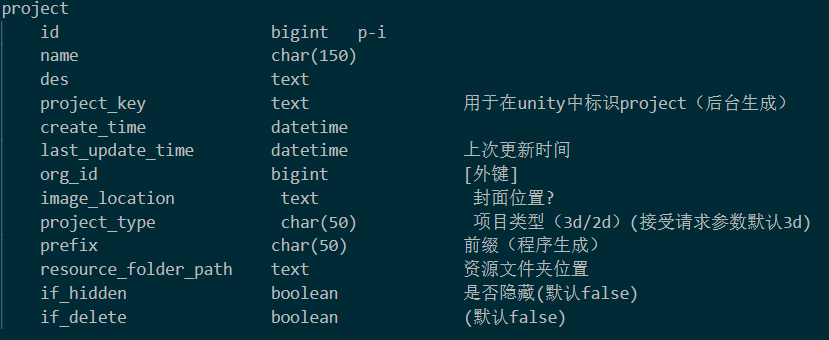 project
id bigint p-i
name char(150)
des text
project_key text 用于在unity中标识project（后台生成）
create_time datetime
last_update_time datetime 上次更新时间
org_id bigint [外键]
image_location text 封面位置?
project_type char(50) 项目类型（3d/2d）(接受请求参数默认3d)
prefix char(50) 前缀（程序生成）
resource_folder_path text 资源文件夹位置
if_hidden boolean 是否隐藏(默认false)
if_delete boolean (默认false)